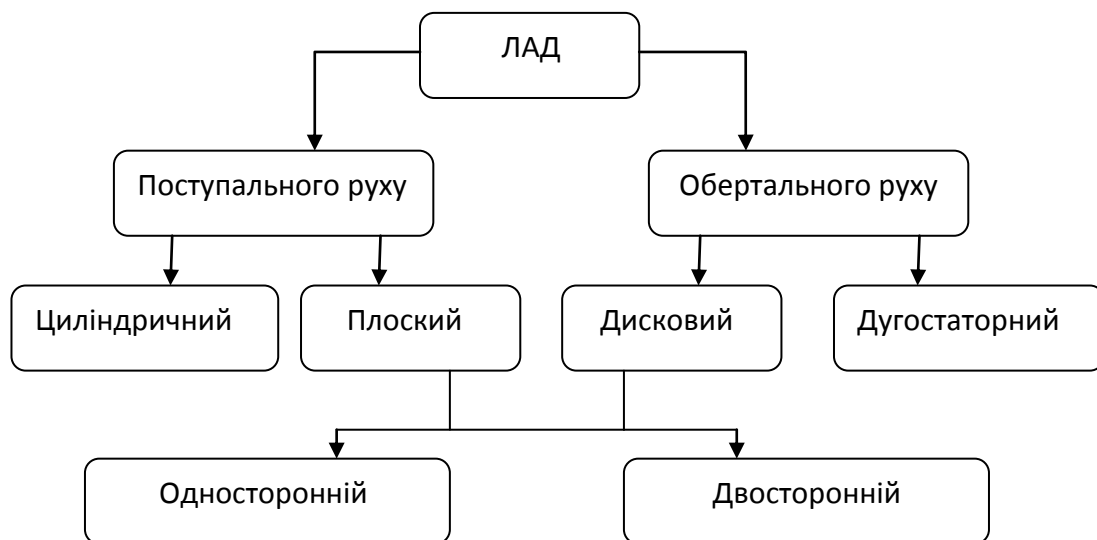 ЛАД
Поступального руху
Обертального руху
Циліндричний
Плоский
Дисковий
Дугостаторний
Односторонній
Двосторонній